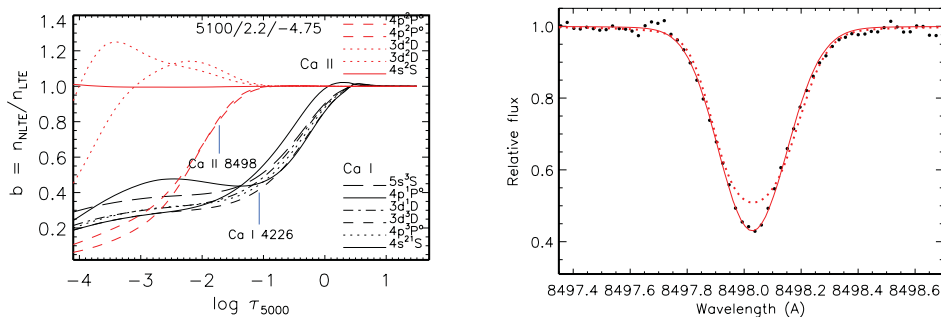 5100/2.2/−4.75
4p²P°
4p²P°
3d²D
3d²D
4s²S
Ca II
Ca II 8498
Ca I
5s³S
4p¹P°
3d¹D
3d³D
4p³P°
4s²¹S
Ca I 4226
1.4
1.2
1.0
0.8
0.6
0.4
0.2
b = n_NLTE/n_LTE
−4 −3 −2 −1 0 1
log τ₅₀₀₀
1.0
0.8
0.6
0.4
Relative flux
8497.4 8497.6 8497.8 8498.0 8498.2 8498.4 8498.6
Wavelength (A)